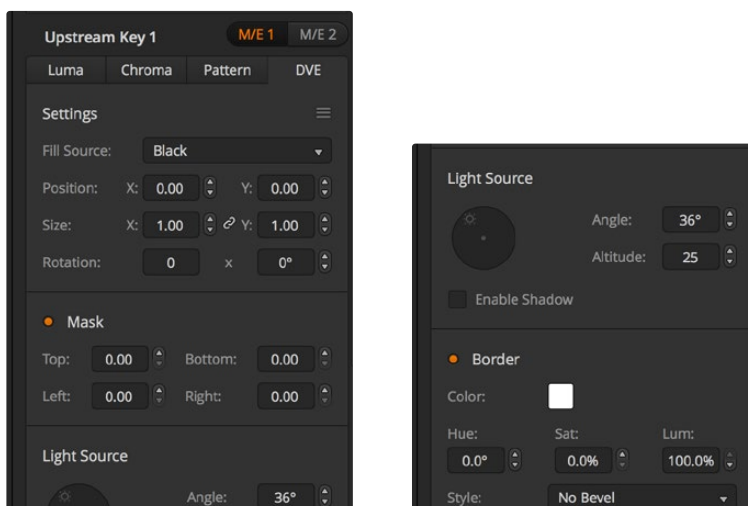 Upstream Key 1 M/E 1 M/E 2
Luma Chroma Pattern DVE
Settings
Fill Source: Black
Position: X: 0.00 Y: 0.00
Size: X: 1.00 Y: 1.00
Rotation: 0 x 0°
Mask
Top: 0.00 Bottom: 0.00
Left: 0.00 Right: 0.00
Light Source
Angle: 36°
Light Source
Angle: 36°
Altitude: 25
Enable Shadow
Border
Color:
Hue: Sat: Lum:
0.0° 0.0% 100.0%
Style: No Bevel